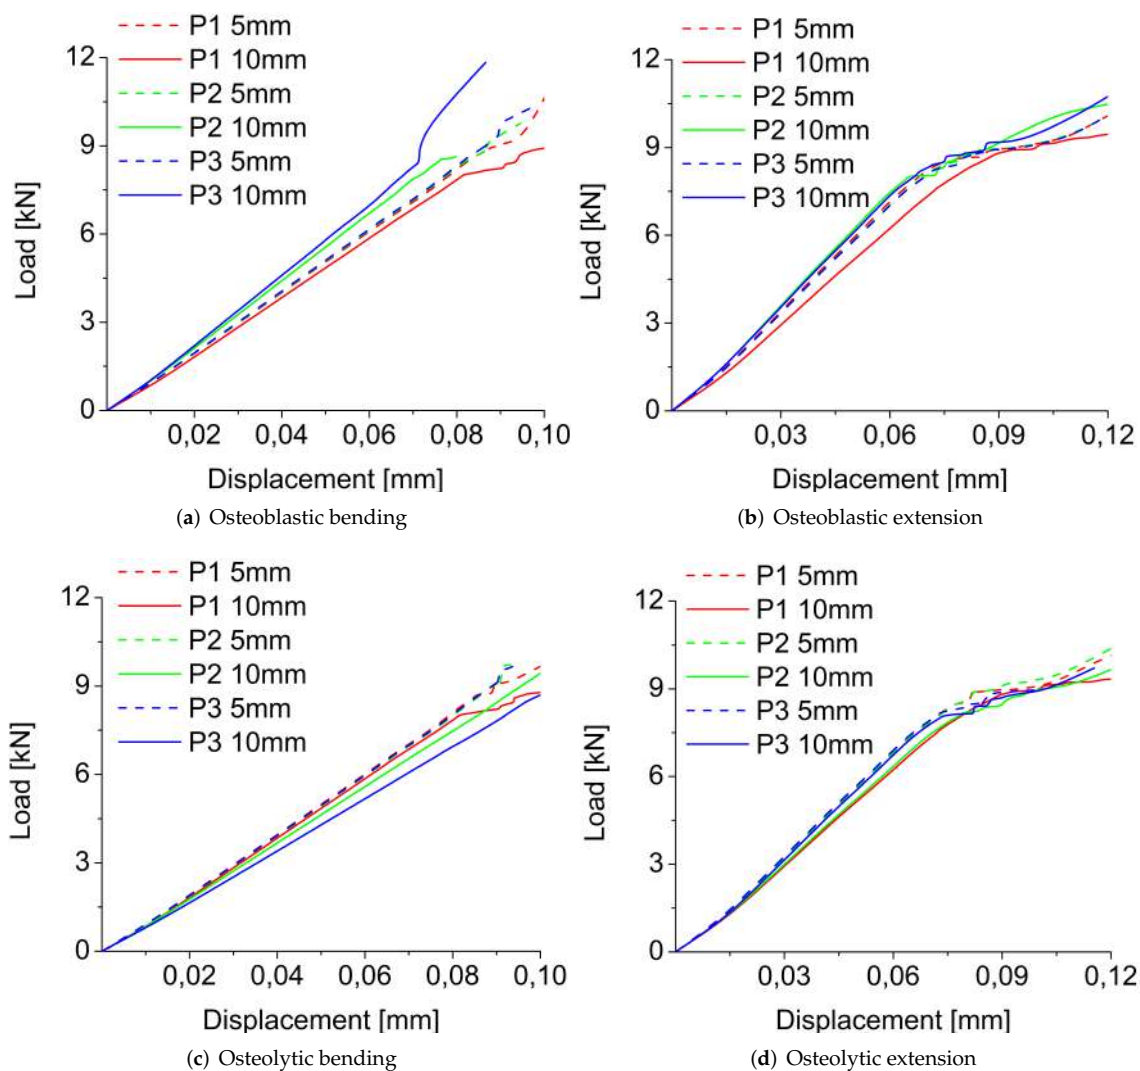 P1 5mm
P1 10mm
P2 5mm
P2 10mm
P3 5mm
P3 10mm
12
9
6
3
0
Load [kN]
0,02 0,04 0,06 0,08 0,10
Displacement [mm]
(a) Osteoblastic bending
P1 5mm
P1 10mm
P2 5mm
P2 10mm
P3 5mm
P3 10mm
12
9
6
3
0
Load [kN]
0,03 0,06 0,09 0,12
Displacement [mm]
(b) Osteoblastic extension
P1 5mm
P1 10mm
P2 5mm
P2 10mm
P3 5mm
P3 10mm
12
9
6
3
0
Load [kN]
0,02 0,04 0,06 0,08 0,10
Displacement [mm]
(c) Osteolytic bending
P1 5mm
P1 10mm
P2 5mm
P2 10mm
P3 5mm
P3 10mm
12
9
6
3
0
Load [kN]
0,03 0,06 0,09 0,12
Displacement [mm]
(d) Osteolytic extension